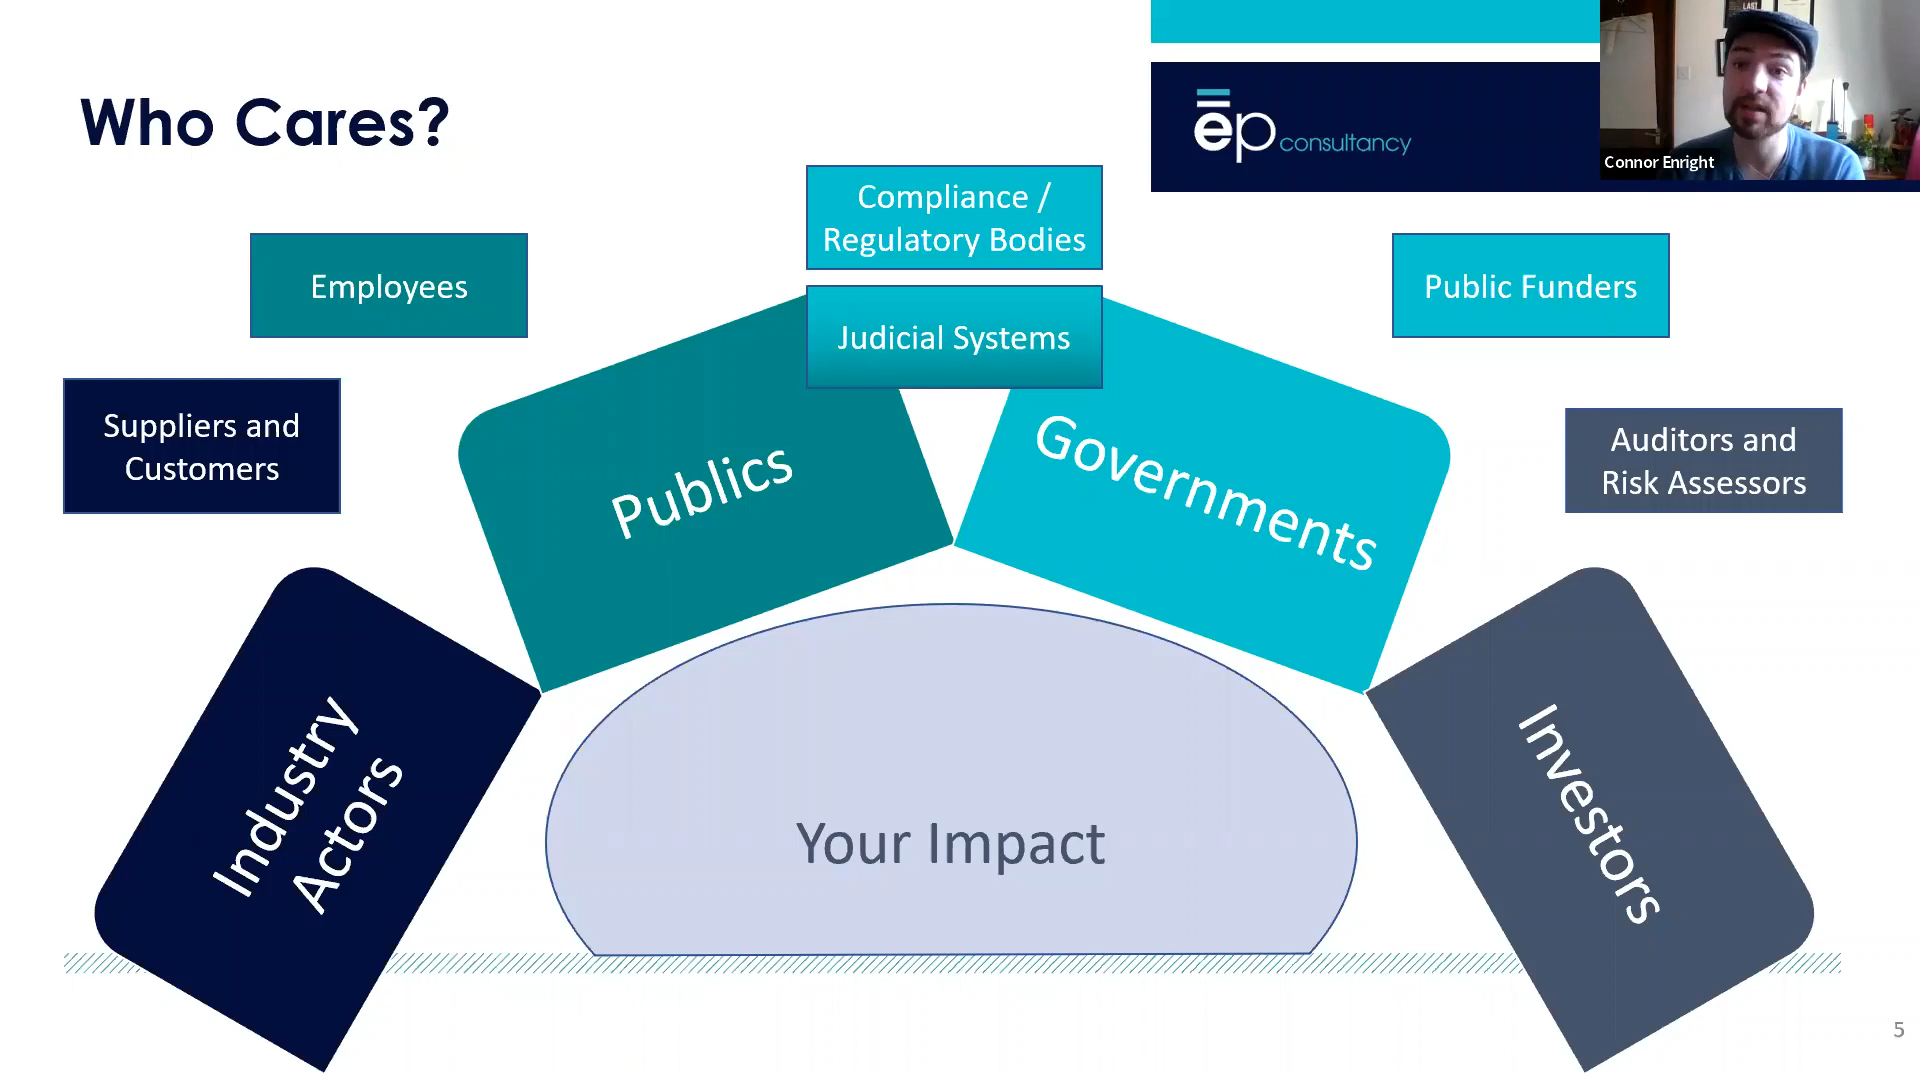 Who Cares?
ēp consultancy
LAST
Connor Enright
Compliance /
Regulatory Bodies
Employees
Public Funders
Judicial Systems
Suppliers and
Customers
Auditors and
Risk Assessors
Publics
Governments
Industry
Actors
Investors
Your Impact
5